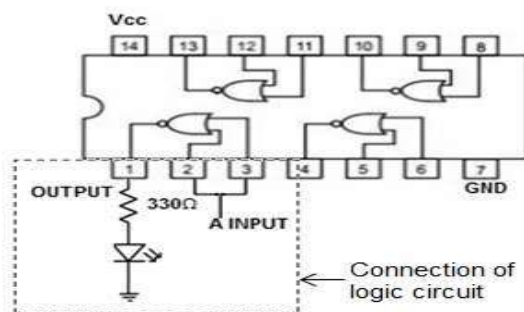 Vcc
14 13 12 11 10 9 8
1 2 3 4 5 6 7
GND
OUTPUT
330Ω
A INPUT
Connection of
logic circuit